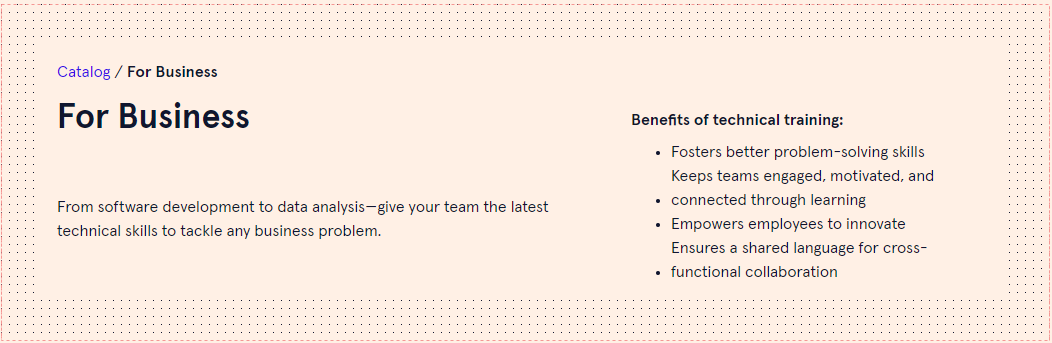 Catalog / For Business
For Business
From software development to data analysis—give your team the latest
technical skills to tackle any business problem.
Benefits of technical training:
• Fosters better problem-solving skills
Keeps teams engaged, motivated, and
• connected through learning
• Empowers employees to innovate
Ensures a shared language for cross-
• functional collaboration